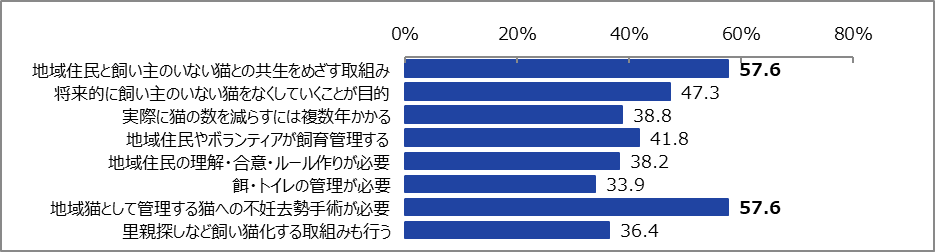 0% 20% 40% 60% 80%
地域住民と飼い主のいない猫との共生をめざす取組み 57.6
将来的に飼い主のいない猫をなくしていくことが目的 47.3
実際に猫の数を減らすには複数年かかる 38.8
地域住民やボランティアが飼育管理する 41.8
地域住民の理解・合意・ルール作りが必要 38.2
餌・トイレの管理が必要 33.9
地域猫として管理する猫への不妊去勢手術が必要 57.6
里親探しなど飼い猫化する取組みも行う 36.4